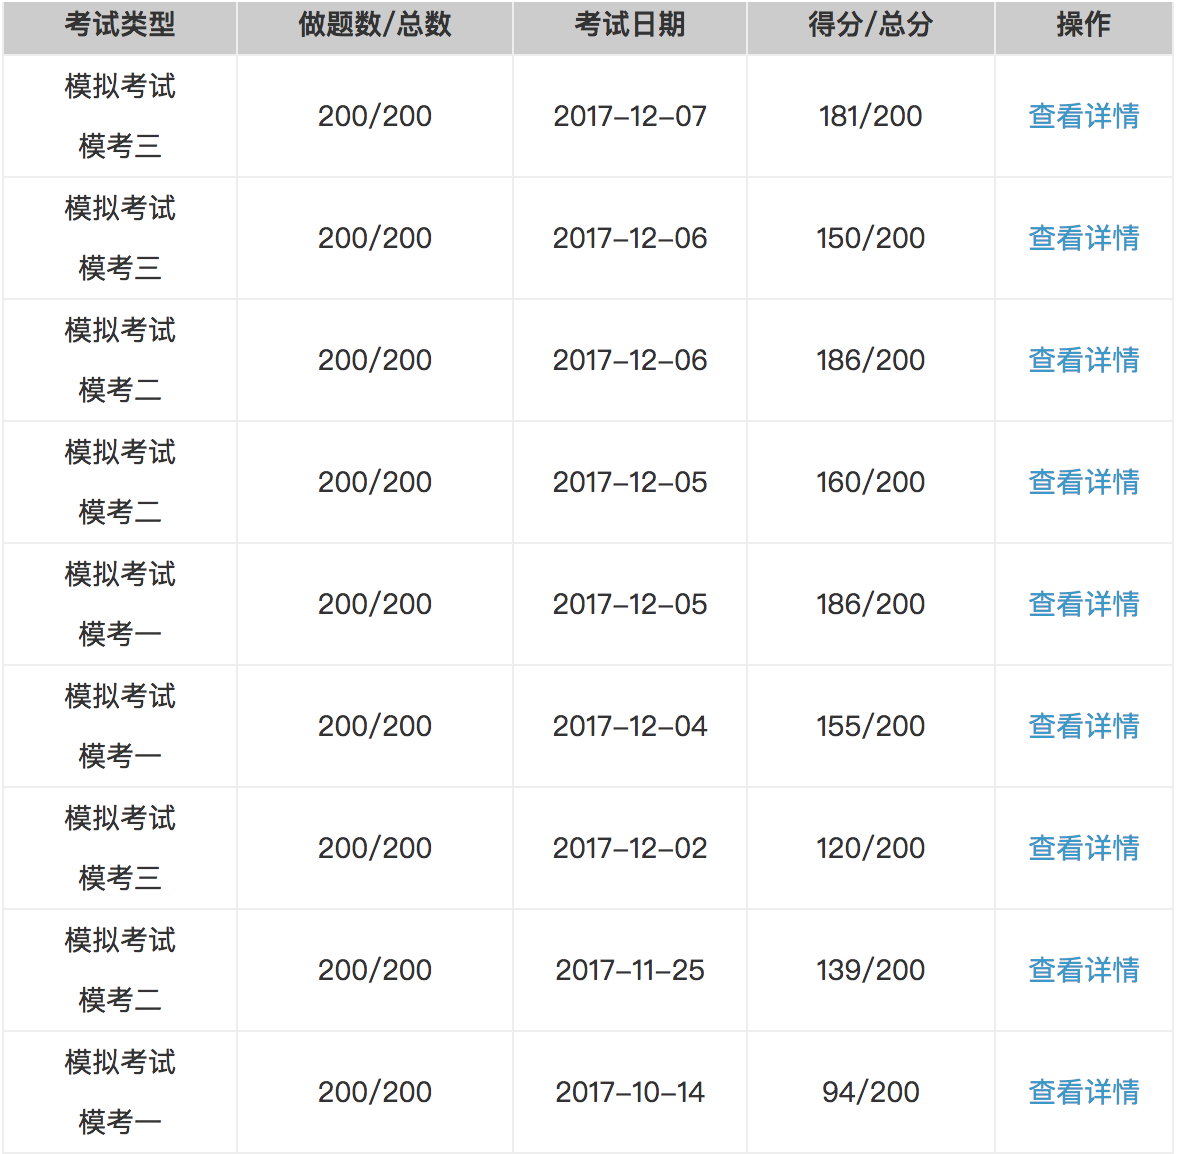 考试类型 做题数/总数 考试日期 得分/总分 操作
模拟考试
模考三
200/200 2017-12-07 181/200 查看详情
模拟考试
模考三
200/200 2017-12-06 150/200 查看详情
模拟考试
模考二
200/200 2017-12-06 186/200 查看详情
模拟考试
模考二
200/200 2017-12-05 160/200 查看详情
模拟考试
模考一
200/200 2017-12-05 186/200 查看详情
模拟考试
模考一
200/200 2017-12-04 155/200 查看详情
模拟考试
模考三
200/200 2017-12-02 120/200 查看详情
模拟考试
模考二
200/200 2017-11-25 139/200 查看详情
模拟考试
模考一
200/200 2017-10-14 94/200 查看详情